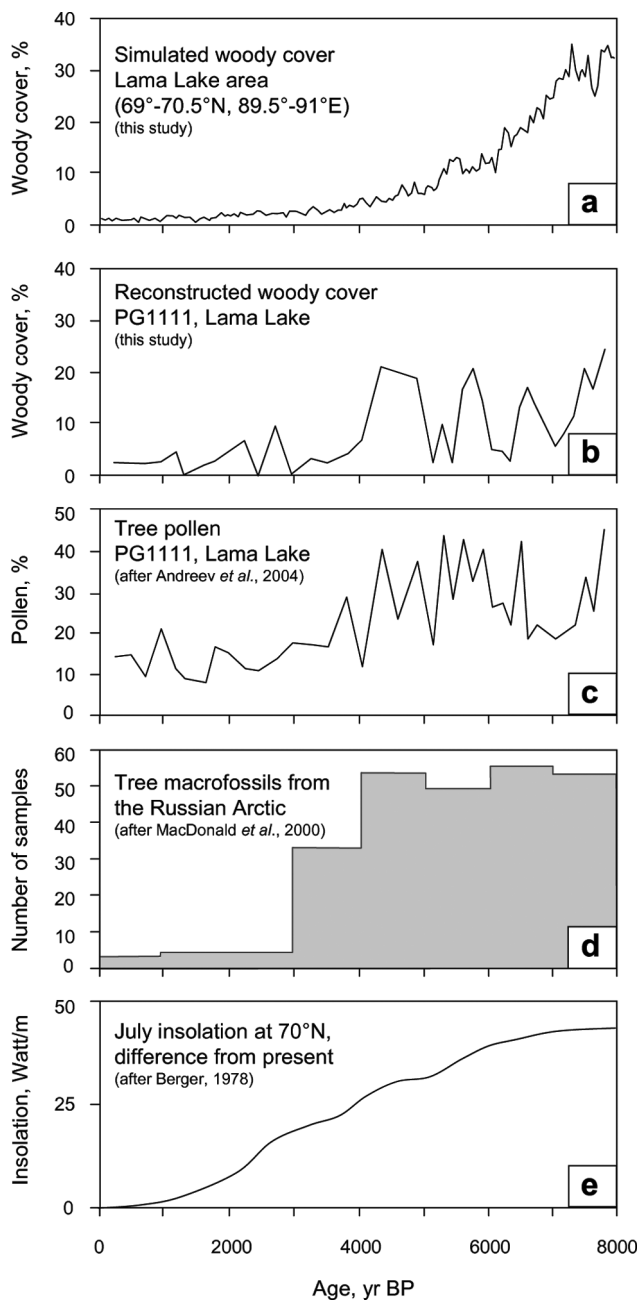 40
30
20
10
0
Woody cover, %
Simulated woody cover
Lama Lake area
(69°-70.5°N, 89.5°-91°E)
(this study)
a
40
30
20
10
0
Woody cover, %
Reconstructed woody cover
PG1111, Lama Lake
(this study)
b
50
40
30
20
10
0
Pollen, %
Tree pollen
PG1111, Lama Lake
(after Andreev et al., 2004)
c
60
50
40
30
20
10
0
Number of samples
Tree macrofossils from
the Russian Arctic
(after MacDonald et al., 2000)
d
50
25
0
Insolation, Watt/m
July insolation at 70°N,
difference from present
(after Berger, 1978)
e
0 2000 4000 6000 8000
Age, yr BP